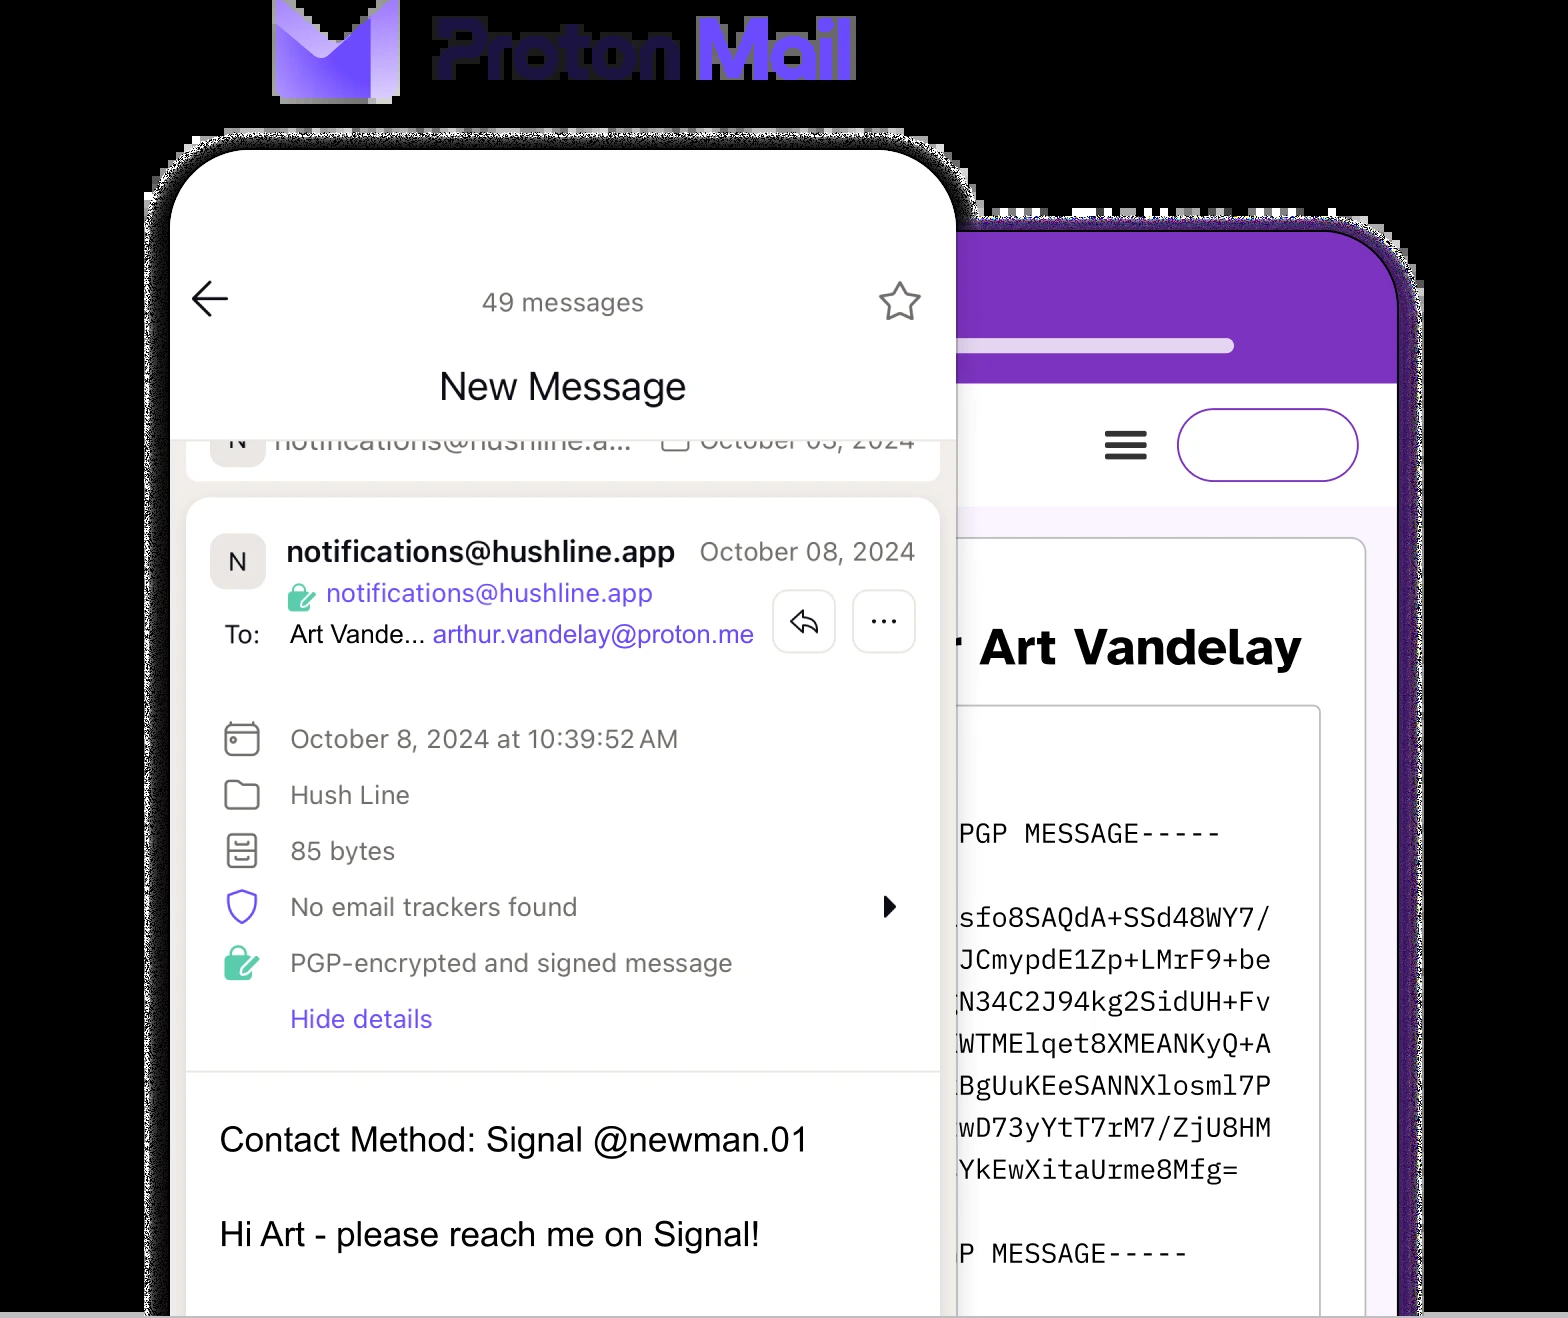 Proton Mail
49 messages
New Message
notifications@hushline.a... October 03, 2024
N notifications@hushline.app October 08, 2024
notifications@hushline.app
To: Art Vande... arthur.vandelay@proton.me
October 8, 2024 at 10:39:52 AM
Hush Line
85 bytes
No email trackers found
PGP-encrypted and signed message
Hide details
Contact Method: Signal @newman.01
Hi Art - please reach me on Signal!
Art Vandelay
PGP MESSAGE-----
sfo8SAQdA+SSd48WY7/
JCmypdE1Zp+LMrF9+be
N34C2J94kg2SidUH+Fv
WTMElqet8XMEANKyQ+A
BgUuKEeSANNXlosml7P
wD73yYtT7rM7/ZjU8HM
YkEwXitaUrme8Mfg=
P MESSAGE-----